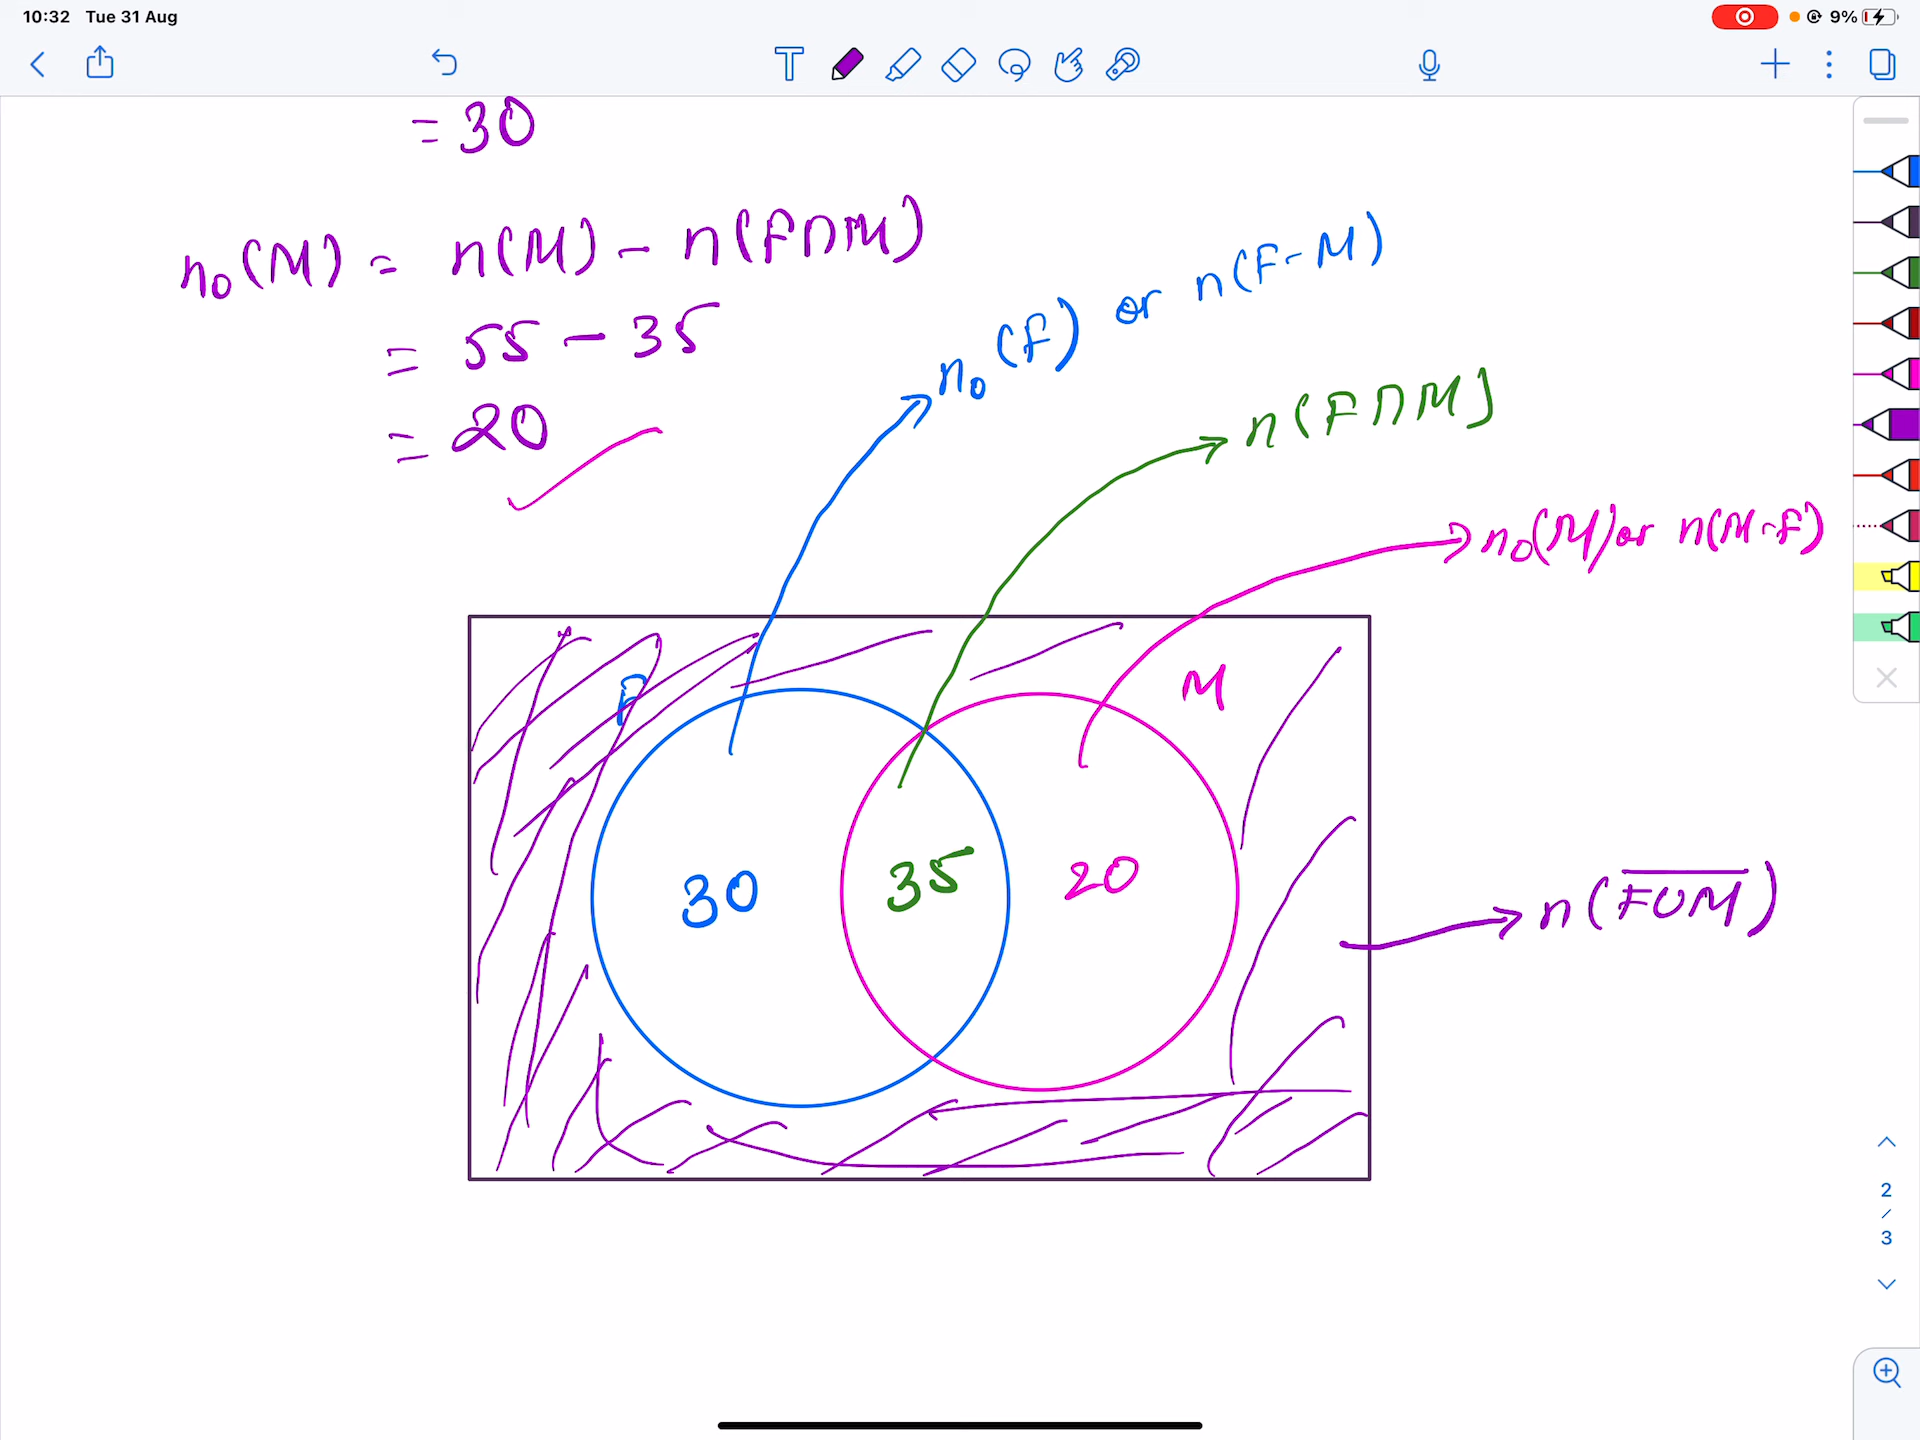 10:32 Tue 31 Aug
9%
T
= 30
n₀(M) = n(M) - n(F∩M)
= 55 - 35
= 20
n₀(F) or n(F-M)
n(F∩M)
n₀(M) or n(M-F)
F
M
30
35
20
n(\overline{F∪M})
2
/
3